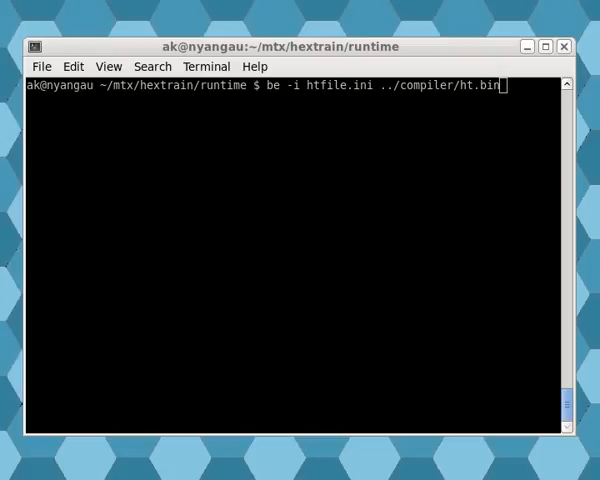 ak@nyangau:~/mtx/hextrain/runtime
File Edit View Search Terminal Help
ak@nyangau ~/mtx/hextrain/runtime $ be -i htfile.ini ../compiler/ht.bin